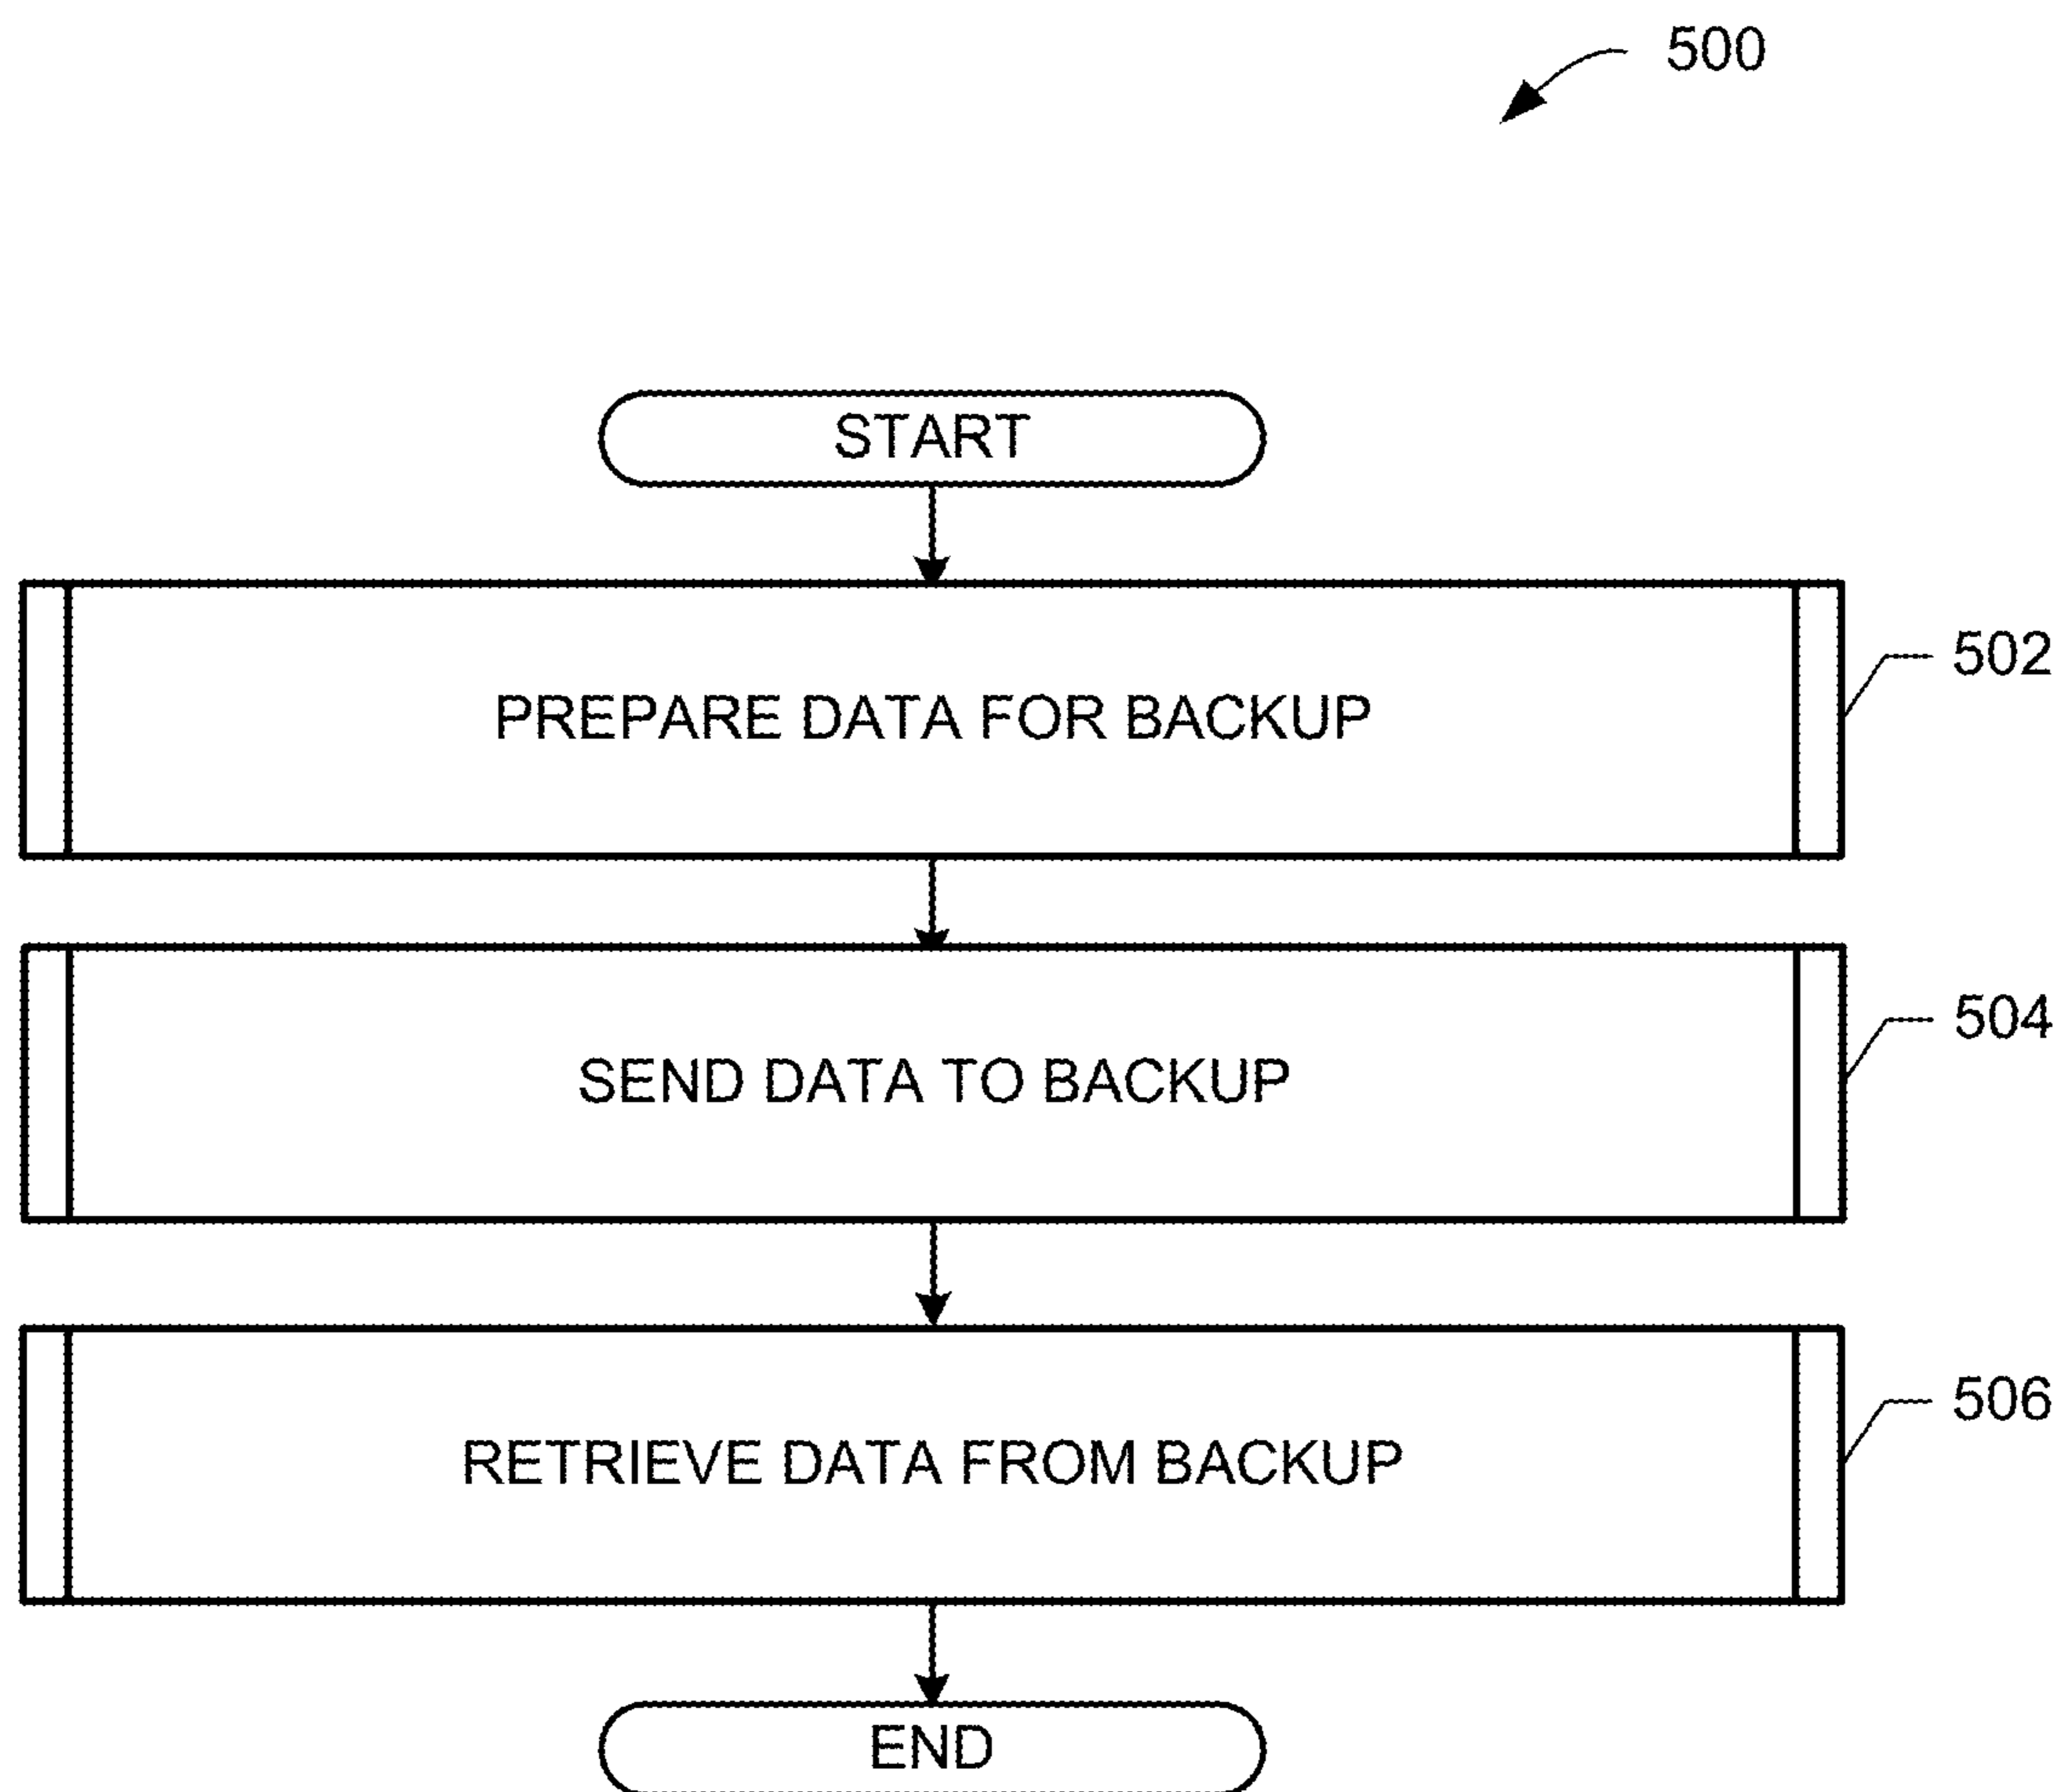 500
START
PREPARE DATA FOR BACKUP
502
SEND DATA TO BACKUP
504
RETRIEVE DATA FROM BACKUP
506
END